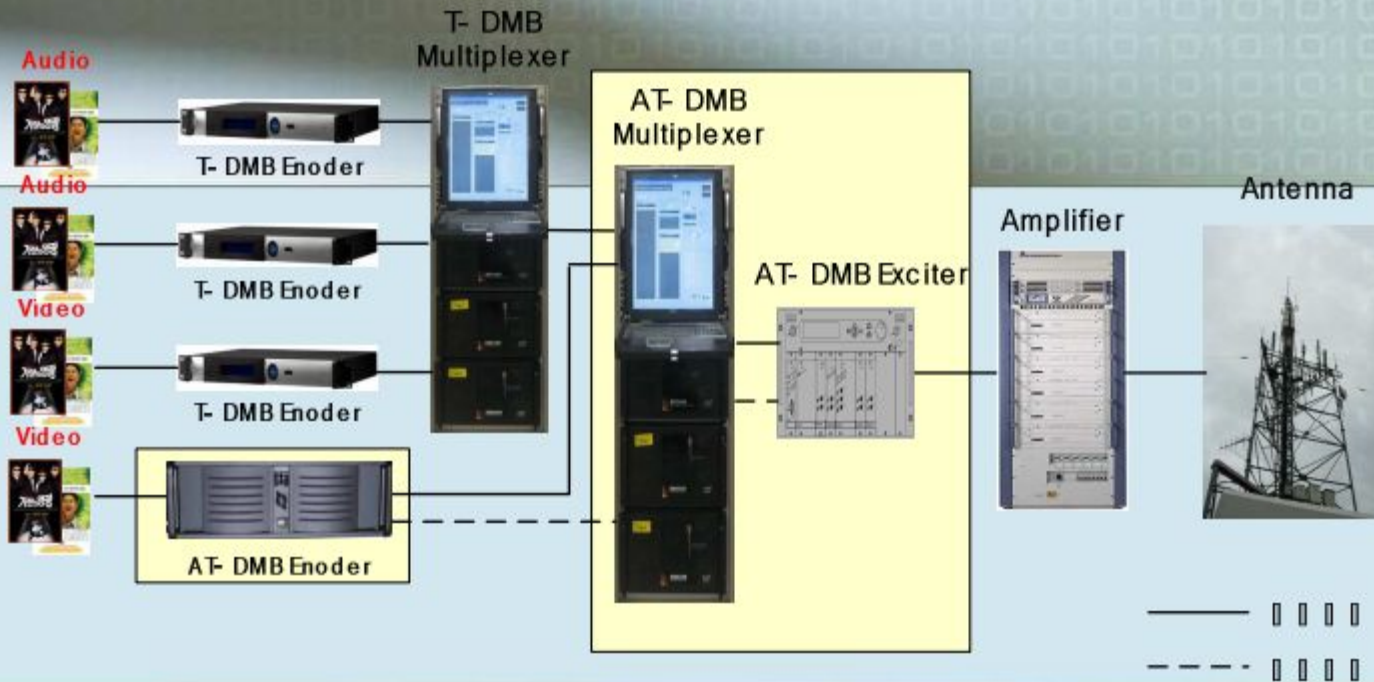 T- DMB
Multiplexer
Audio
T- DMB Enoder
Audio
T- DMB Enoder
Video
T- DMB Enoder
Video
AT- DMB Enoder
AT- DMB
Multiplexer
AT- DMB Exciter
Amplifier
Antenna